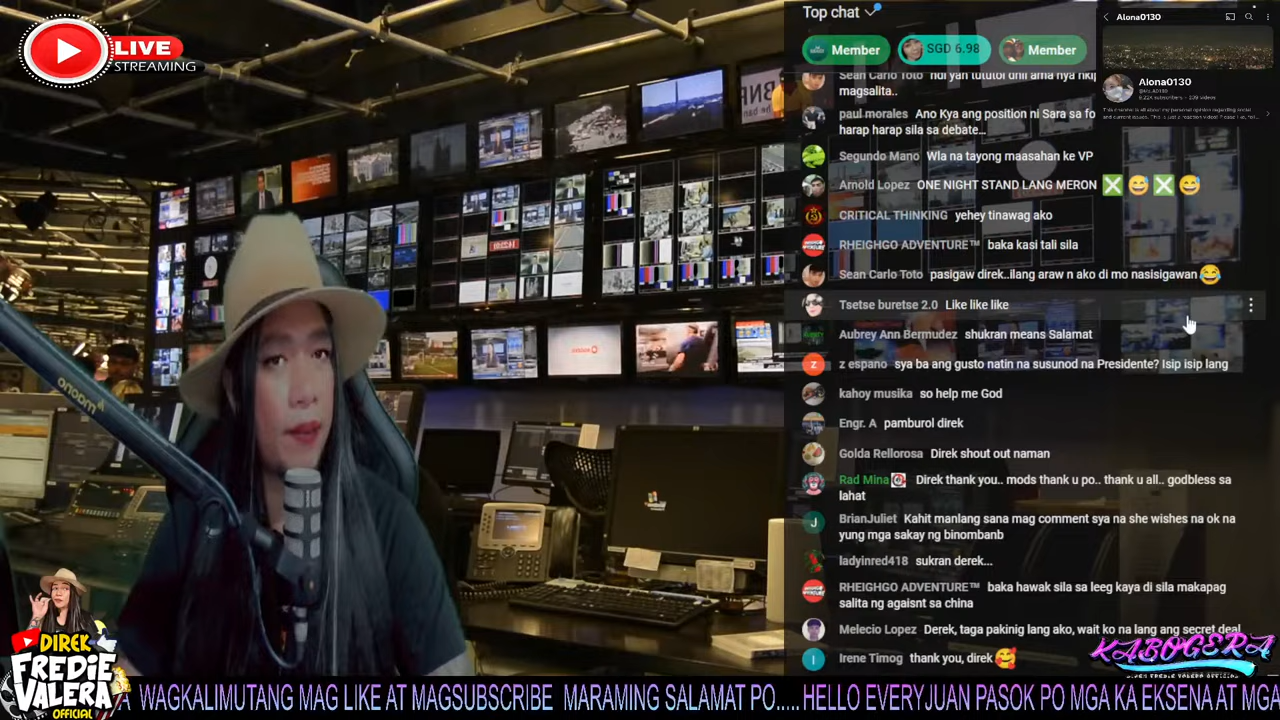 LIVE
STREAMING
Top chat
Member
SGD 6.98
Member
Alona0130
Alona0130
Sean Carlo Toto
magsalita..
paul morales Ano Kya ang position ni Sara sa fo
harap harap sila sa debate...
Segundo Mano Wla na tayong maasahan ke VP
Arnold Lopez ONE NIGHT STAND LANG MERON ❎😅❎😅
CRITICAL THINKING yehey tinawag ako
RHEIGHGO ADVENTURE™ baka kasi tali sila
Sean Carlo Toto pasigaw direk..ilang araw n ako di mo nasisigawan 😂
Tsetse buretse 2.0 Like like like
Aubrey Ann Bermudez shukran means Salamat
z espano sya ba ang gusto natin na susunod na Presidente? Isip isip lang
kahoy musika so help me God
Engr. A pamburol direk
Golda Rellorosa Direk shout out naman
Rad Mina Direk thank you.. mods thank u po.. thank u all.. godbless sa
lahat
BrianJuliet Kahit manlang sana mag comment sya na she wishes na ok na
yung mga sakay ng binombanb
ladyinred418 sukran derek...
RHEIGHGO ADVENTURE™ baka hawak sila sa leeg kaya di sila makapag
salita ng agaisnt sa china
Melecio Lopez Derek, taga pakinig lang ako, wait ko na lang ang secret deal
Irene Timog thank you, direk 🥰
maono
DIREK
FREDIE
VALERA
OFFICIAL
KABOGERA
A WAGKALIMUTANG MAG LIKE AT MAGSUBSCRIBE MARAMING SALAMAT PO.....HELLO EVERYJUAN PASOK PO MGA KA EKSENA AT MGA